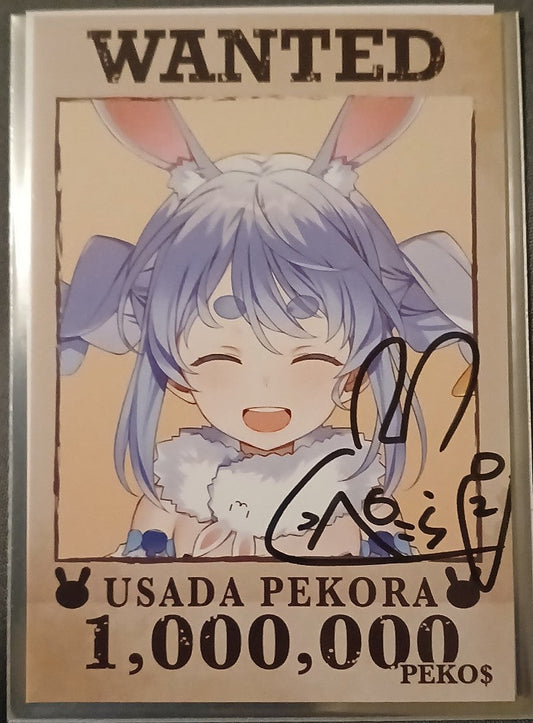 WANTED
USADA PEKORA
1,000,000
PEKO$